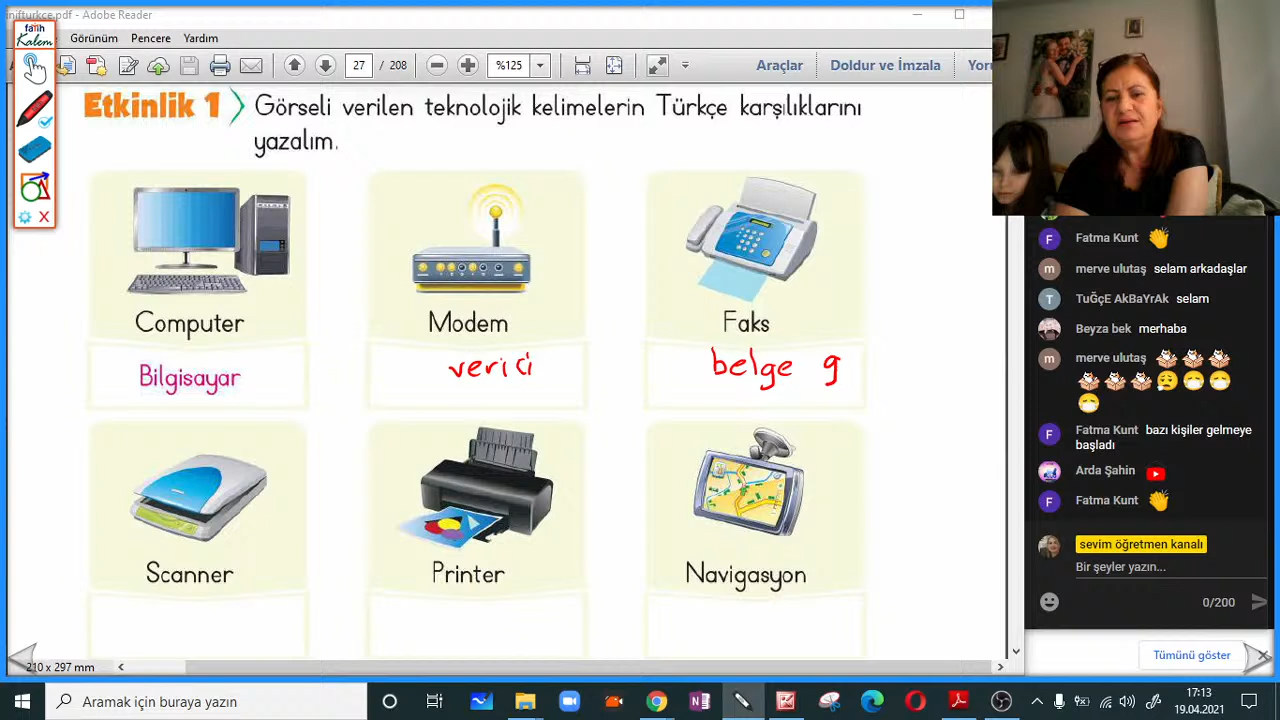 nifturkce.pdf - Adobe Reader
fatih
Kalem
Görünüm Pencere Yardım
27 / 208
%125
Araçlar
Doldur ve İmzala
Etkinlik 1
Görseli verilen teknolojik kelimelerin Türkçe karşılıklarını
yazalım.
Computer
Modem
Faks
Bilgisayar
verici
belge g
Scanner
Printer
Navigasyon
Fatma Kunt
merve ulutaş selam arkadaşlar
TuĞçE AkBaYrAk selam
Beyza bek merhaba
merve ulutaş
Fatma Kunt bazı kişiler gelmeye
başladı
Arda Şahin
Fatma Kunt
sevim öğretmen kanalı
Bir şeyler yazın...
0/200
Tümünü göster
210 x 297 mm
Aramak için buraya yazın
17:13
19.04.2021